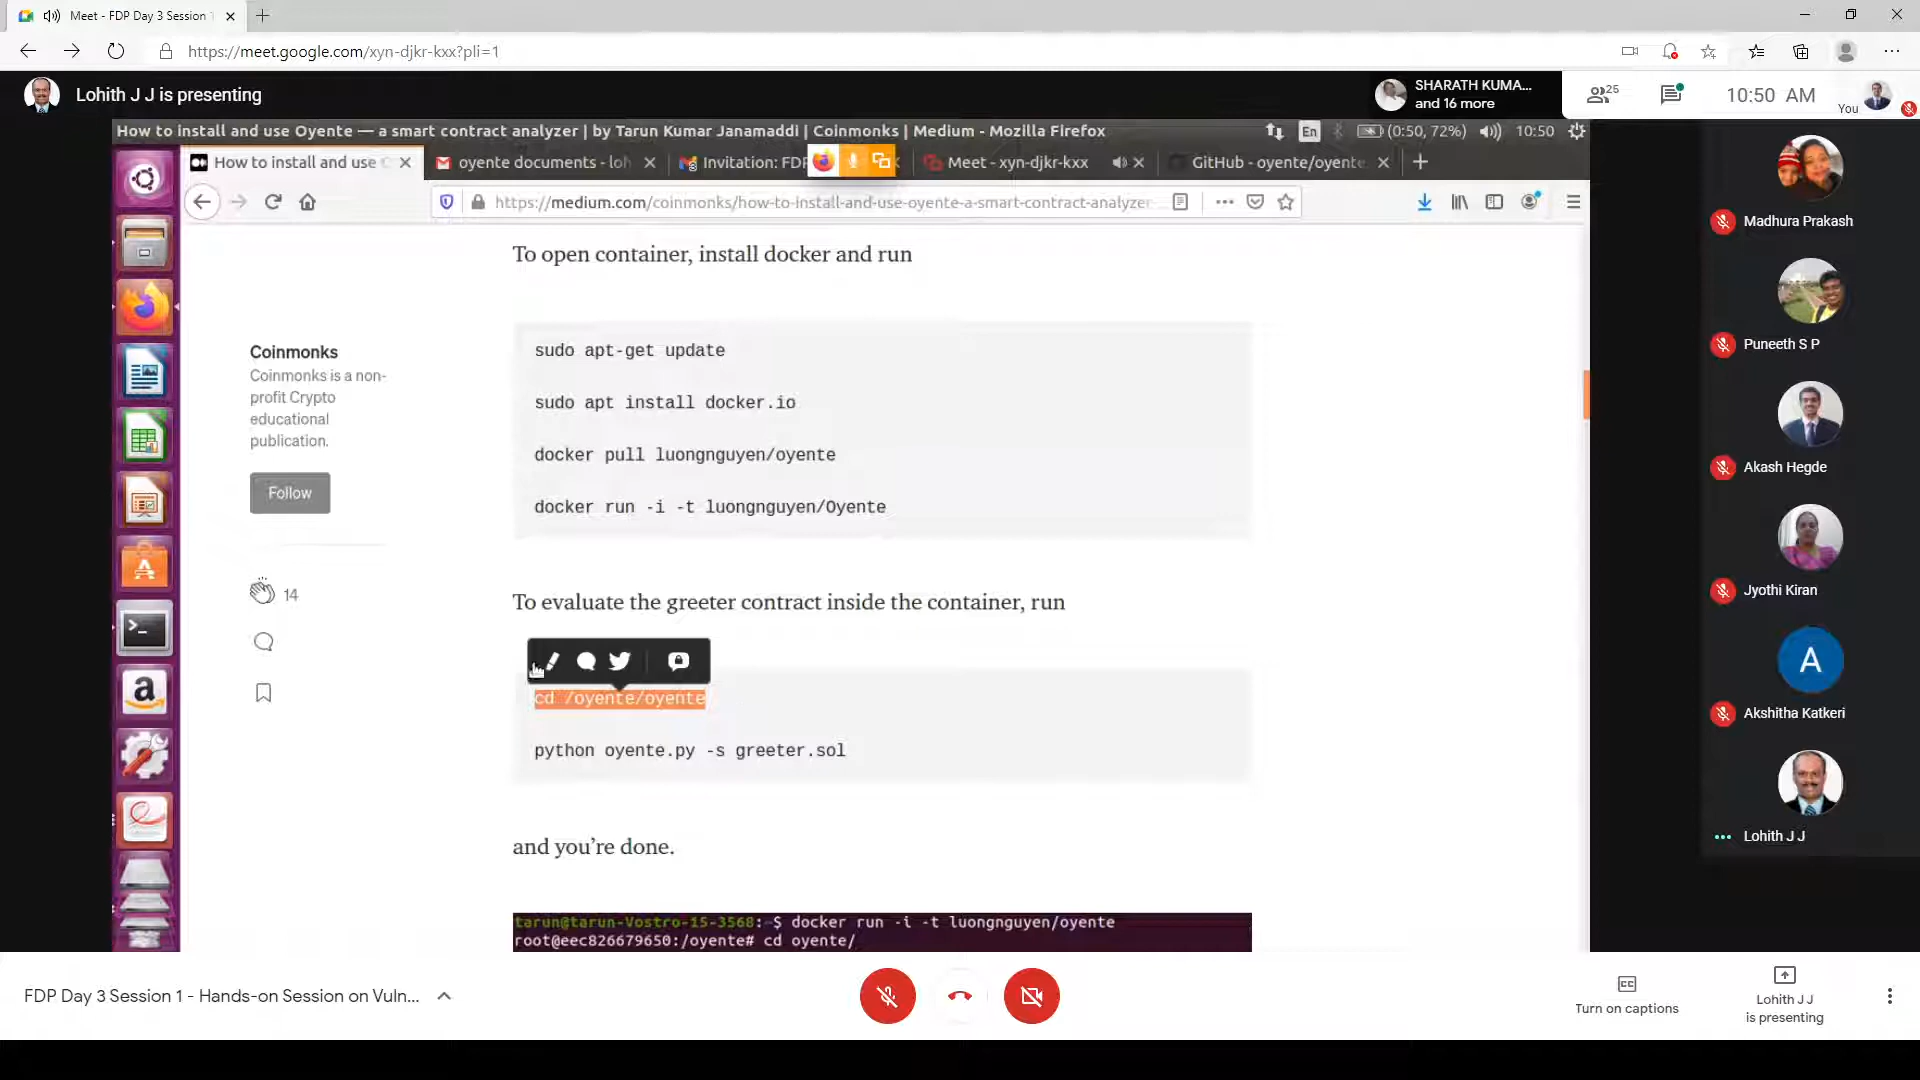 Meet - FDP Day 3 Session 1
https://meet.google.com/xyn-djkr-kxx?pli=1
Lohith J J is presenting
SHARATH KUMA...
and 16 more
25
10:50 AM
You
How to install and use Oyente — a smart contract analyzer | by Tarun Kumar Janamaddi | Coinmonks | Medium - Mozilla Firefox
En
(0:50, 72%)
10:50
How to install and use
oyente documents - loh
Invitation: FDP
Meet - xyn-djkr-kxx
GitHub - oyente/oyente
https://medium.com/coinmonks/how-to-install-and-use-oyente-a-smart-contract-analyzer
To open container, install docker and run
sudo apt-get update
sudo apt install docker.io
docker pull luongnguyen/oyente
docker run -i -t luongnguyen/Oyente
Coinmonks
Coinmonks is a non-
profit Crypto
educational
publication.
Follow
14
To evaluate the greeter contract inside the container, run
cd /oyente/oyente
python oyente.py -s greeter.sol
and you’re done.
tarun@tarun-Vostro-15-3568:~$ docker run -i -t luongnguyen/oyente
root@eec826679650:/oyente# cd oyente/
Madhura Prakash
Puneeth S P
Akash Hegde
Jyothi Kiran
A
Akshitha Katkeri
Lohith J J
FDP Day 3 Session 1 - Hands-on Session on Vuln...
CC
Turn on captions
Lohith J J
is presenting